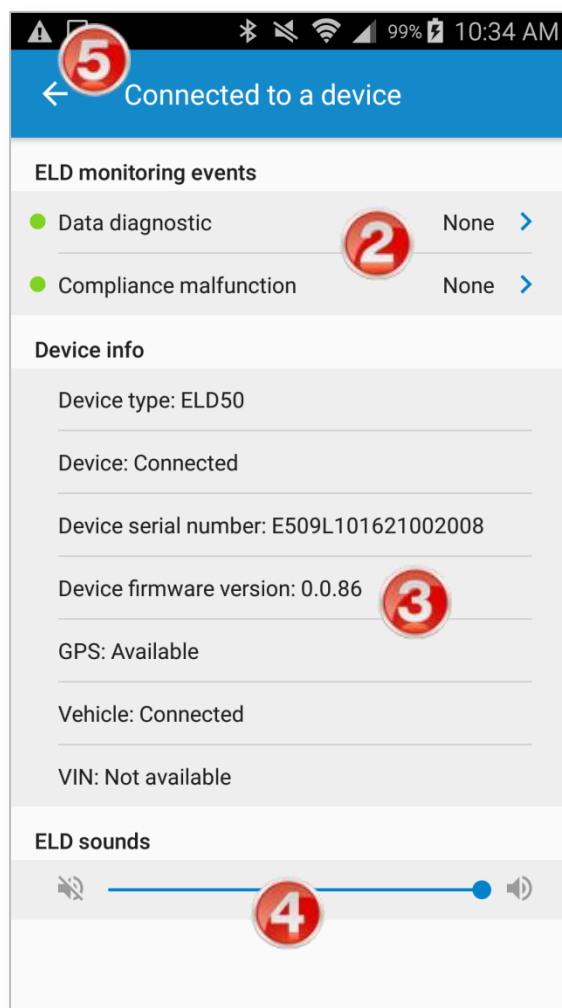 99% 10:34 AM
5
Connected to a device
ELD monitoring events
Data diagnostic None
2
Compliance malfunction None
Device info
Device type: ELD50
Device: Connected
Device serial number: E509L101621002008
Device firmware version: 0.0.86
3
GPS: Available
Vehicle: Connected
VIN: Not available
ELD sounds
4